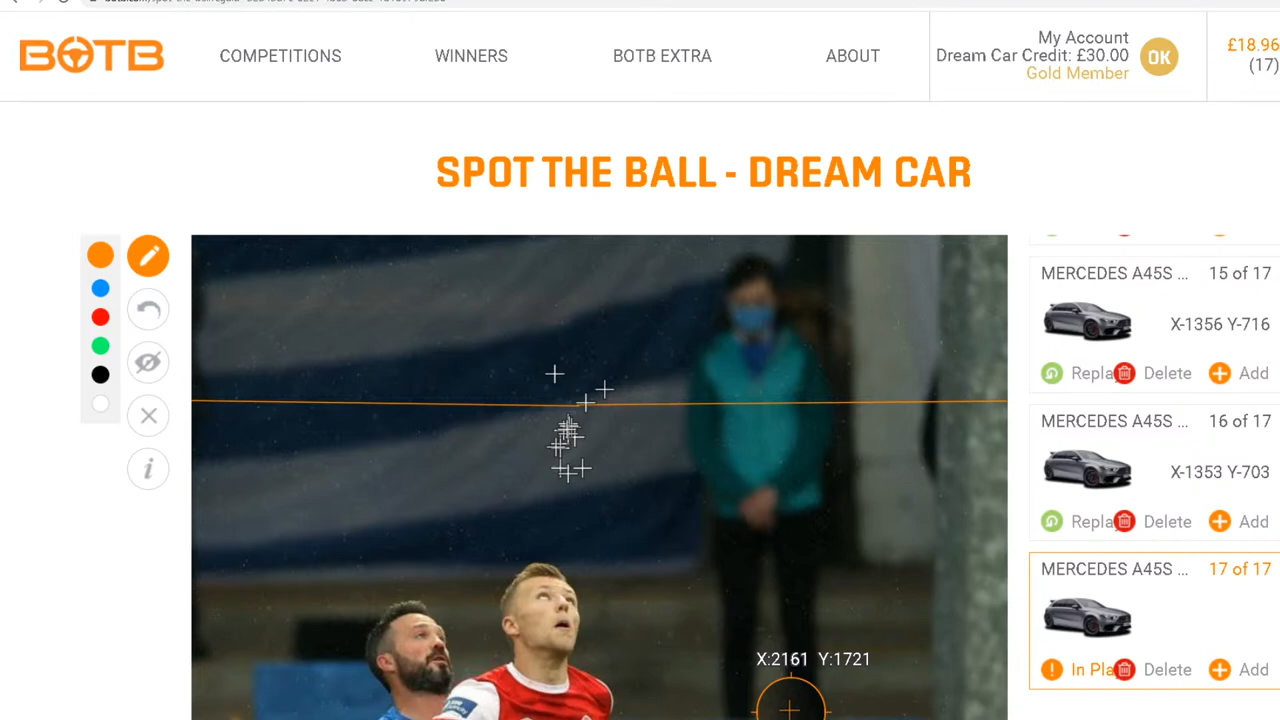 BOTB
COMPETITIONS
WINNERS
BOTB EXTRA
ABOUT
My Account
Dream Car Credit: £30.00
Gold Member
OK
£18.96
(17)
SPOT THE BALL - DREAM CAR
MERCEDES A45S ... 15 of 17
X-1356 Y-716
Repla Delete Add
MERCEDES A45S ... 16 of 17
X-1353 Y-703
Repla Delete Add
MERCEDES A45S ... 17 of 17
In Pla Delete Add
X:2161 Y:1721